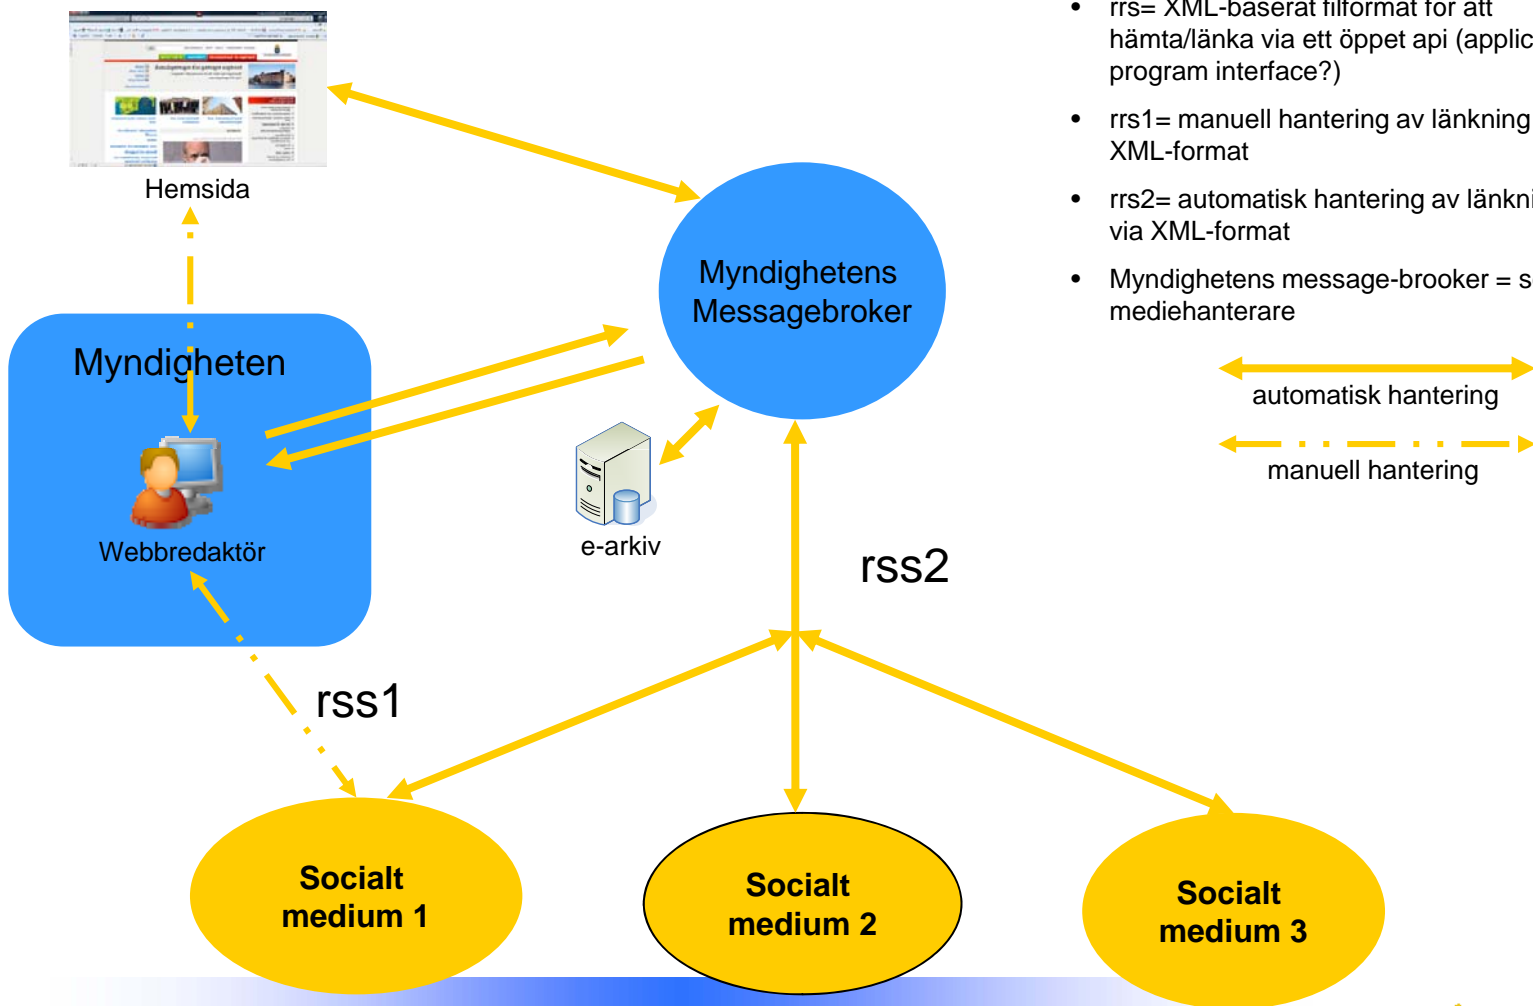 Hemsida
Myndigheten
Webbredaktör
Myndighetens
Messagebroker
e-arkiv
rss2
rss1
Socialt
medium 1
Socialt
medium 2
Socialt
medium 3
• rrs= XML-baserat filformat för att
hämta/länka via ett öppet api (applic
program interface?)
• rrs1= manuell hantering av länkning
XML-format
• rrs2= automatisk hantering av länkni
via XML-format
• Myndighetens message-brooker = s
mediehanterare
automatisk hantering
manuell hantering